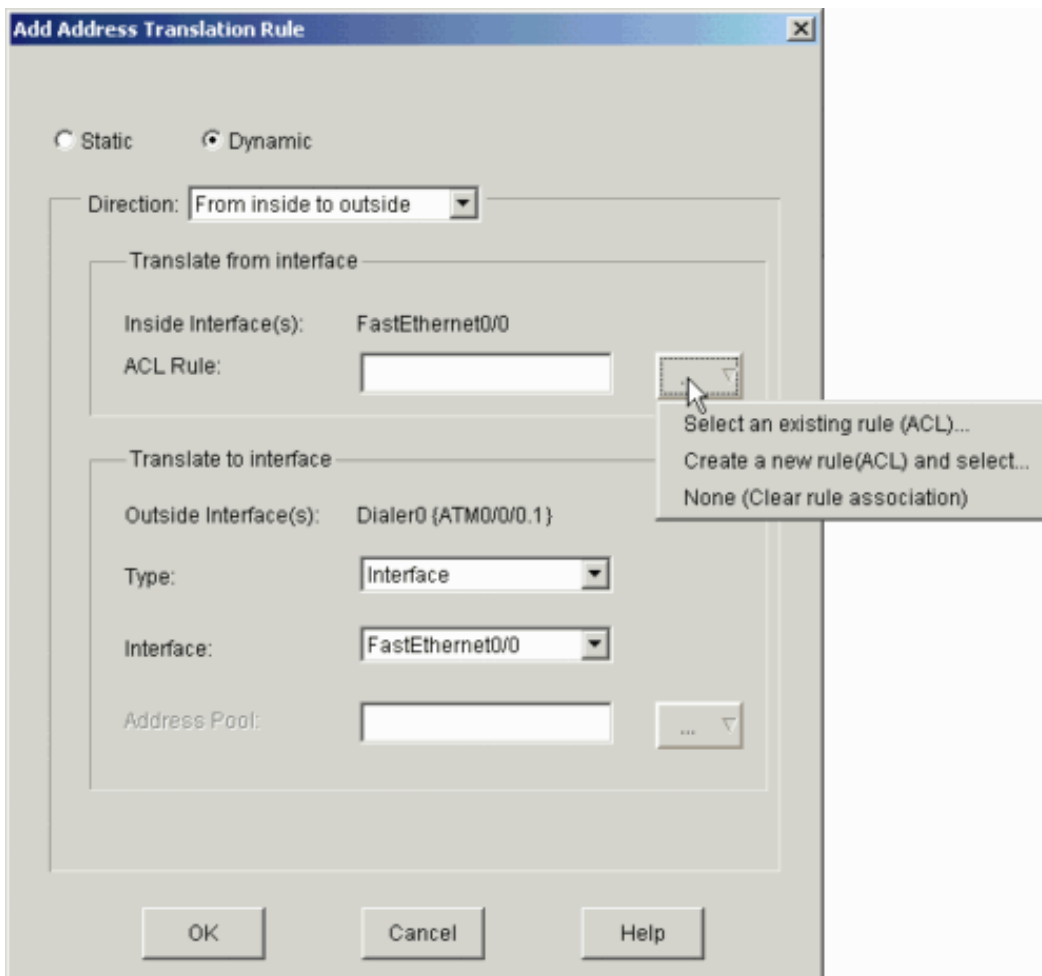 Add Address Translation Rule
Static Dynamic
Direction: From inside to outside
Translate from interface
Inside Interface(s): FastEthernet0/0
ACL Rule:
Select an existing rule (ACL)...
Create a new rule(ACL) and select...
None (Clear rule association)
Translate to interface
Outside Interface(s): Dialer0 {ATM0/0/0.1}
Type: Interface
Interface: FastEthernet0/0
Address Pool: ...
OK Cancel Help